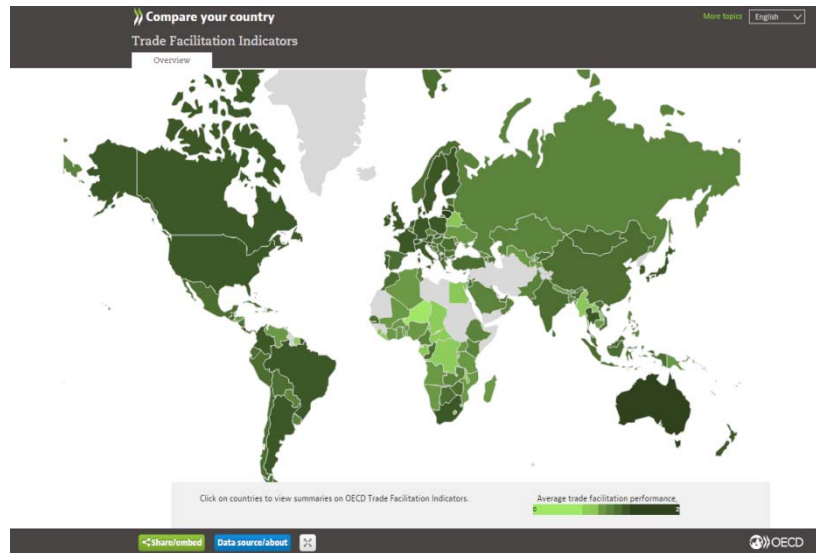 Compare your country
More topics
English
Trade Facilitation Indicators
Overview
Click on countries to view summaries on OECD Trade Facilitation Indicators.
Average trade facilitation performance.
0
2
Share/embed
Data source/about
OECD